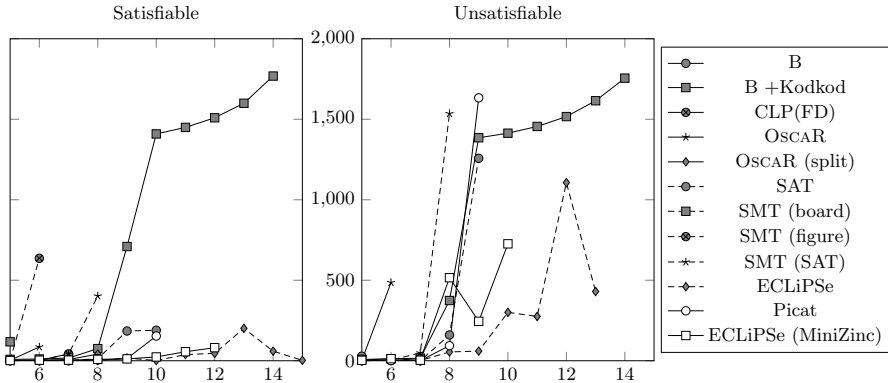 Satisfiable
Unsatisfiable
2,000
1,500
1,000
500
0
6 8 10 12 14
6 8 10 12 14
B
B +Kodkod
CLP(FD)
OSCAR
OSCAR (split)
SAT
SMT (board)
SMT (figure)
SMT (SAT)
ECLiPSe
Picat
ECLiPSe (MiniZinc)